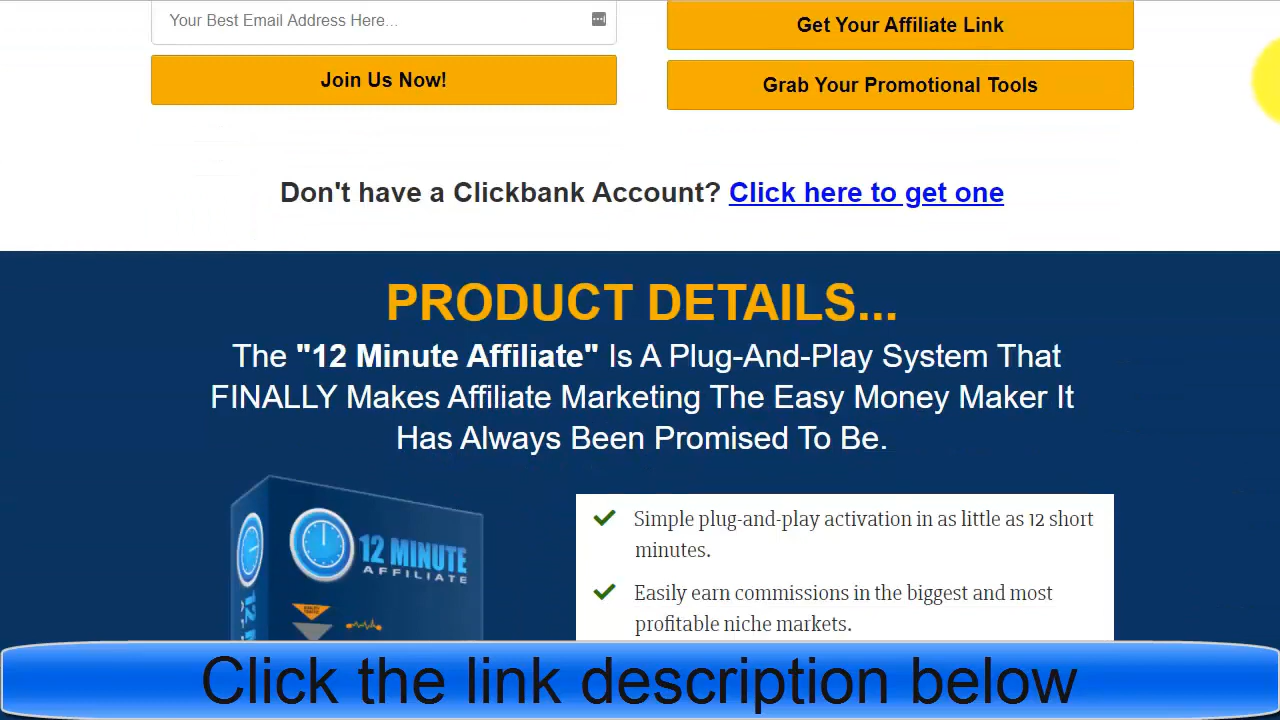 Your Best Email Address Here...
Join Us Now!
Get Your Affiliate Link
Grab Your Promotional Tools
Don't have a Clickbank Account? Click here to get one
PRODUCT DETAILS...
The "12 Minute Affiliate" Is A Plug-And-Play System That
FINALLY Makes Affiliate Marketing The Easy Money Maker It
Has Always Been Promised To Be.
12 MINUTE
AFFILIATE
Simple plug-and-play activation in as little as 12 short
minutes.
Easily earn commissions in the biggest and most
profitable niche markets.
Click the link description below